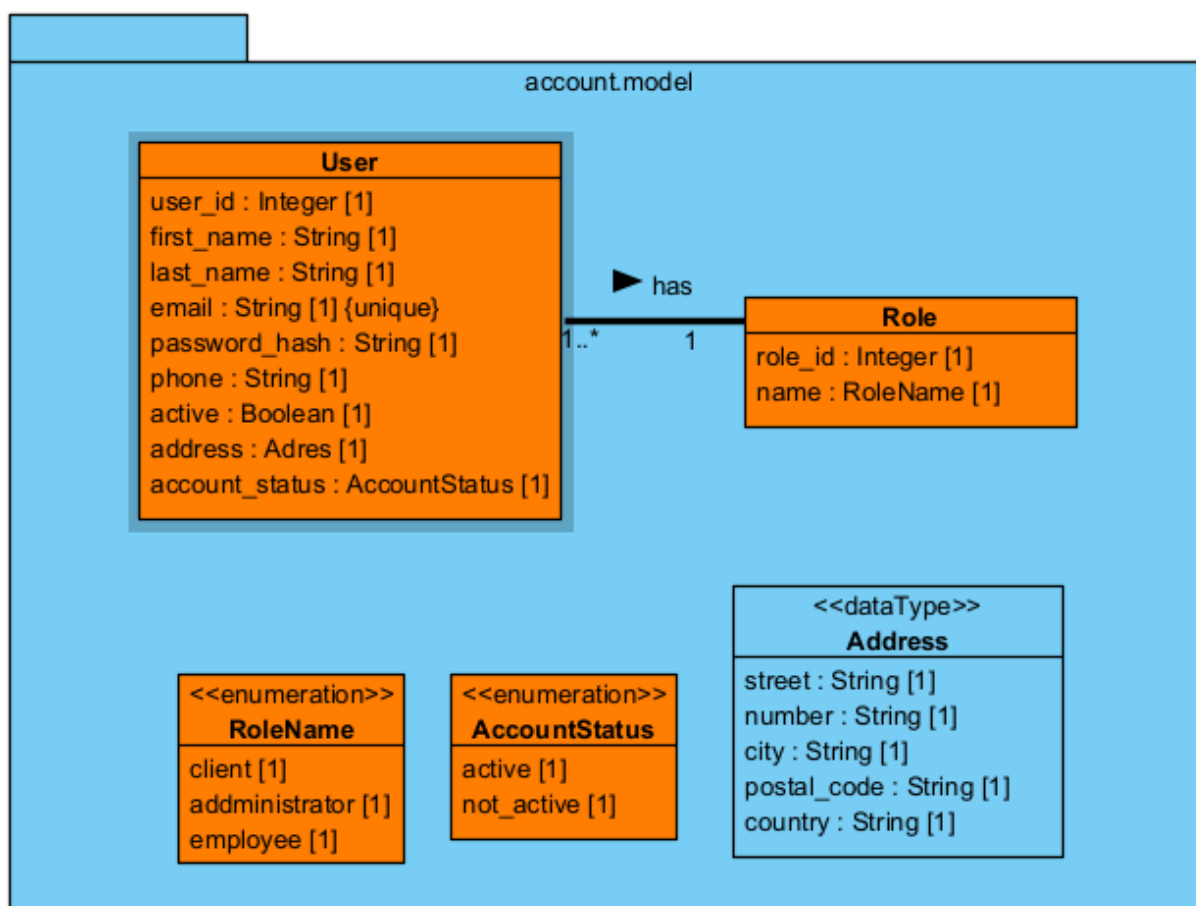 account.model
User
user_id : Integer [1]
first_name : String [1]
last_name : String [1]
email : String [1] {unique}
password_hash : String [1]
phone : String [1]
active : Boolean [1]
address : Adres [1]
account_status : AccountStatus [1]
has
1..*
1
Role
role_id : Integer [1]
name : RoleName [1]
<<enumeration>>
RoleName
client [1]
addministrator [1]
employee [1]
<<enumeration>>
AccountStatus
active [1]
not_active [1]
<<dataType>>
Address
street : String [1]
number : String [1]
city : String [1]
postal_code : String [1]
country : String [1]